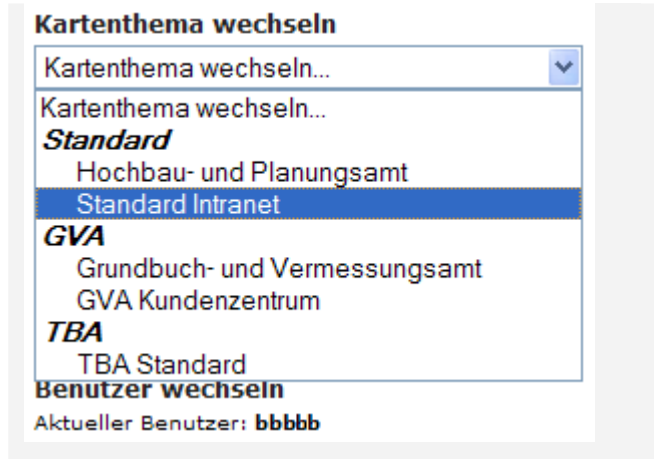 Kartenthema wechseln
Kartenthema wechseln...
Kartenthema wechseln...
Standard
Hochbau- und Planungsamt
Standard Intranet
GVA
Grundbuch- und Vermessungsamt
GVA Kundenzentrum
TBA
TBA Standard
Benutzer wechseln
Aktueller Benutzer: bbbbb